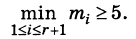 min m_i ≥ 5.
1≤i≤r+1